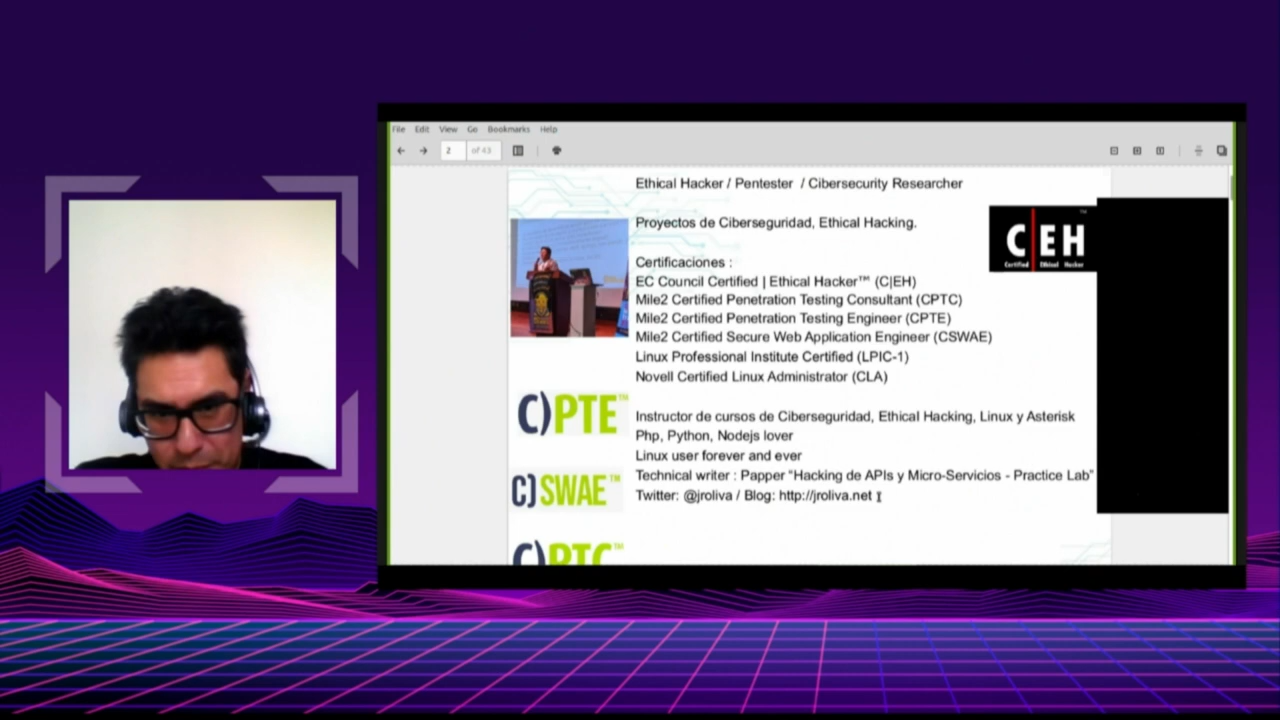 File Edit View Go Bookmarks Help
2 of 43
Ethical Hacker / Pentester / Cibersecurity Researcher
Proyectos de Ciberseguridad, Ethical Hacking.
C|EH™
Certified Ethical Hacker
Certificaciones :
EC Council Certified | Ethical Hacker™ (C|EH)
Mile2 Certified Penetration Testing Consultant (CPTC)
Mile2 Certified Penetration Testing Engineer (CPTE)
Mile2 Certified Secure Web Application Engineer (CSWAE)
Linux Professional Institute Certified (LPIC-1)
Novell Certified Linux Administrator (CLA)
C)PTE™
Instructor de cursos de Ciberseguridad, Ethical Hacking, Linux y Asterisk
Php, Python, Nodejs lover
Linux user forever and ever
Technical writer : Papper “Hacking de APIs y Micro-Servicios - Practice Lab”
C)SWAE™
Twitter: @jroliva / Blog: http://jroliva.net
C)PTC™